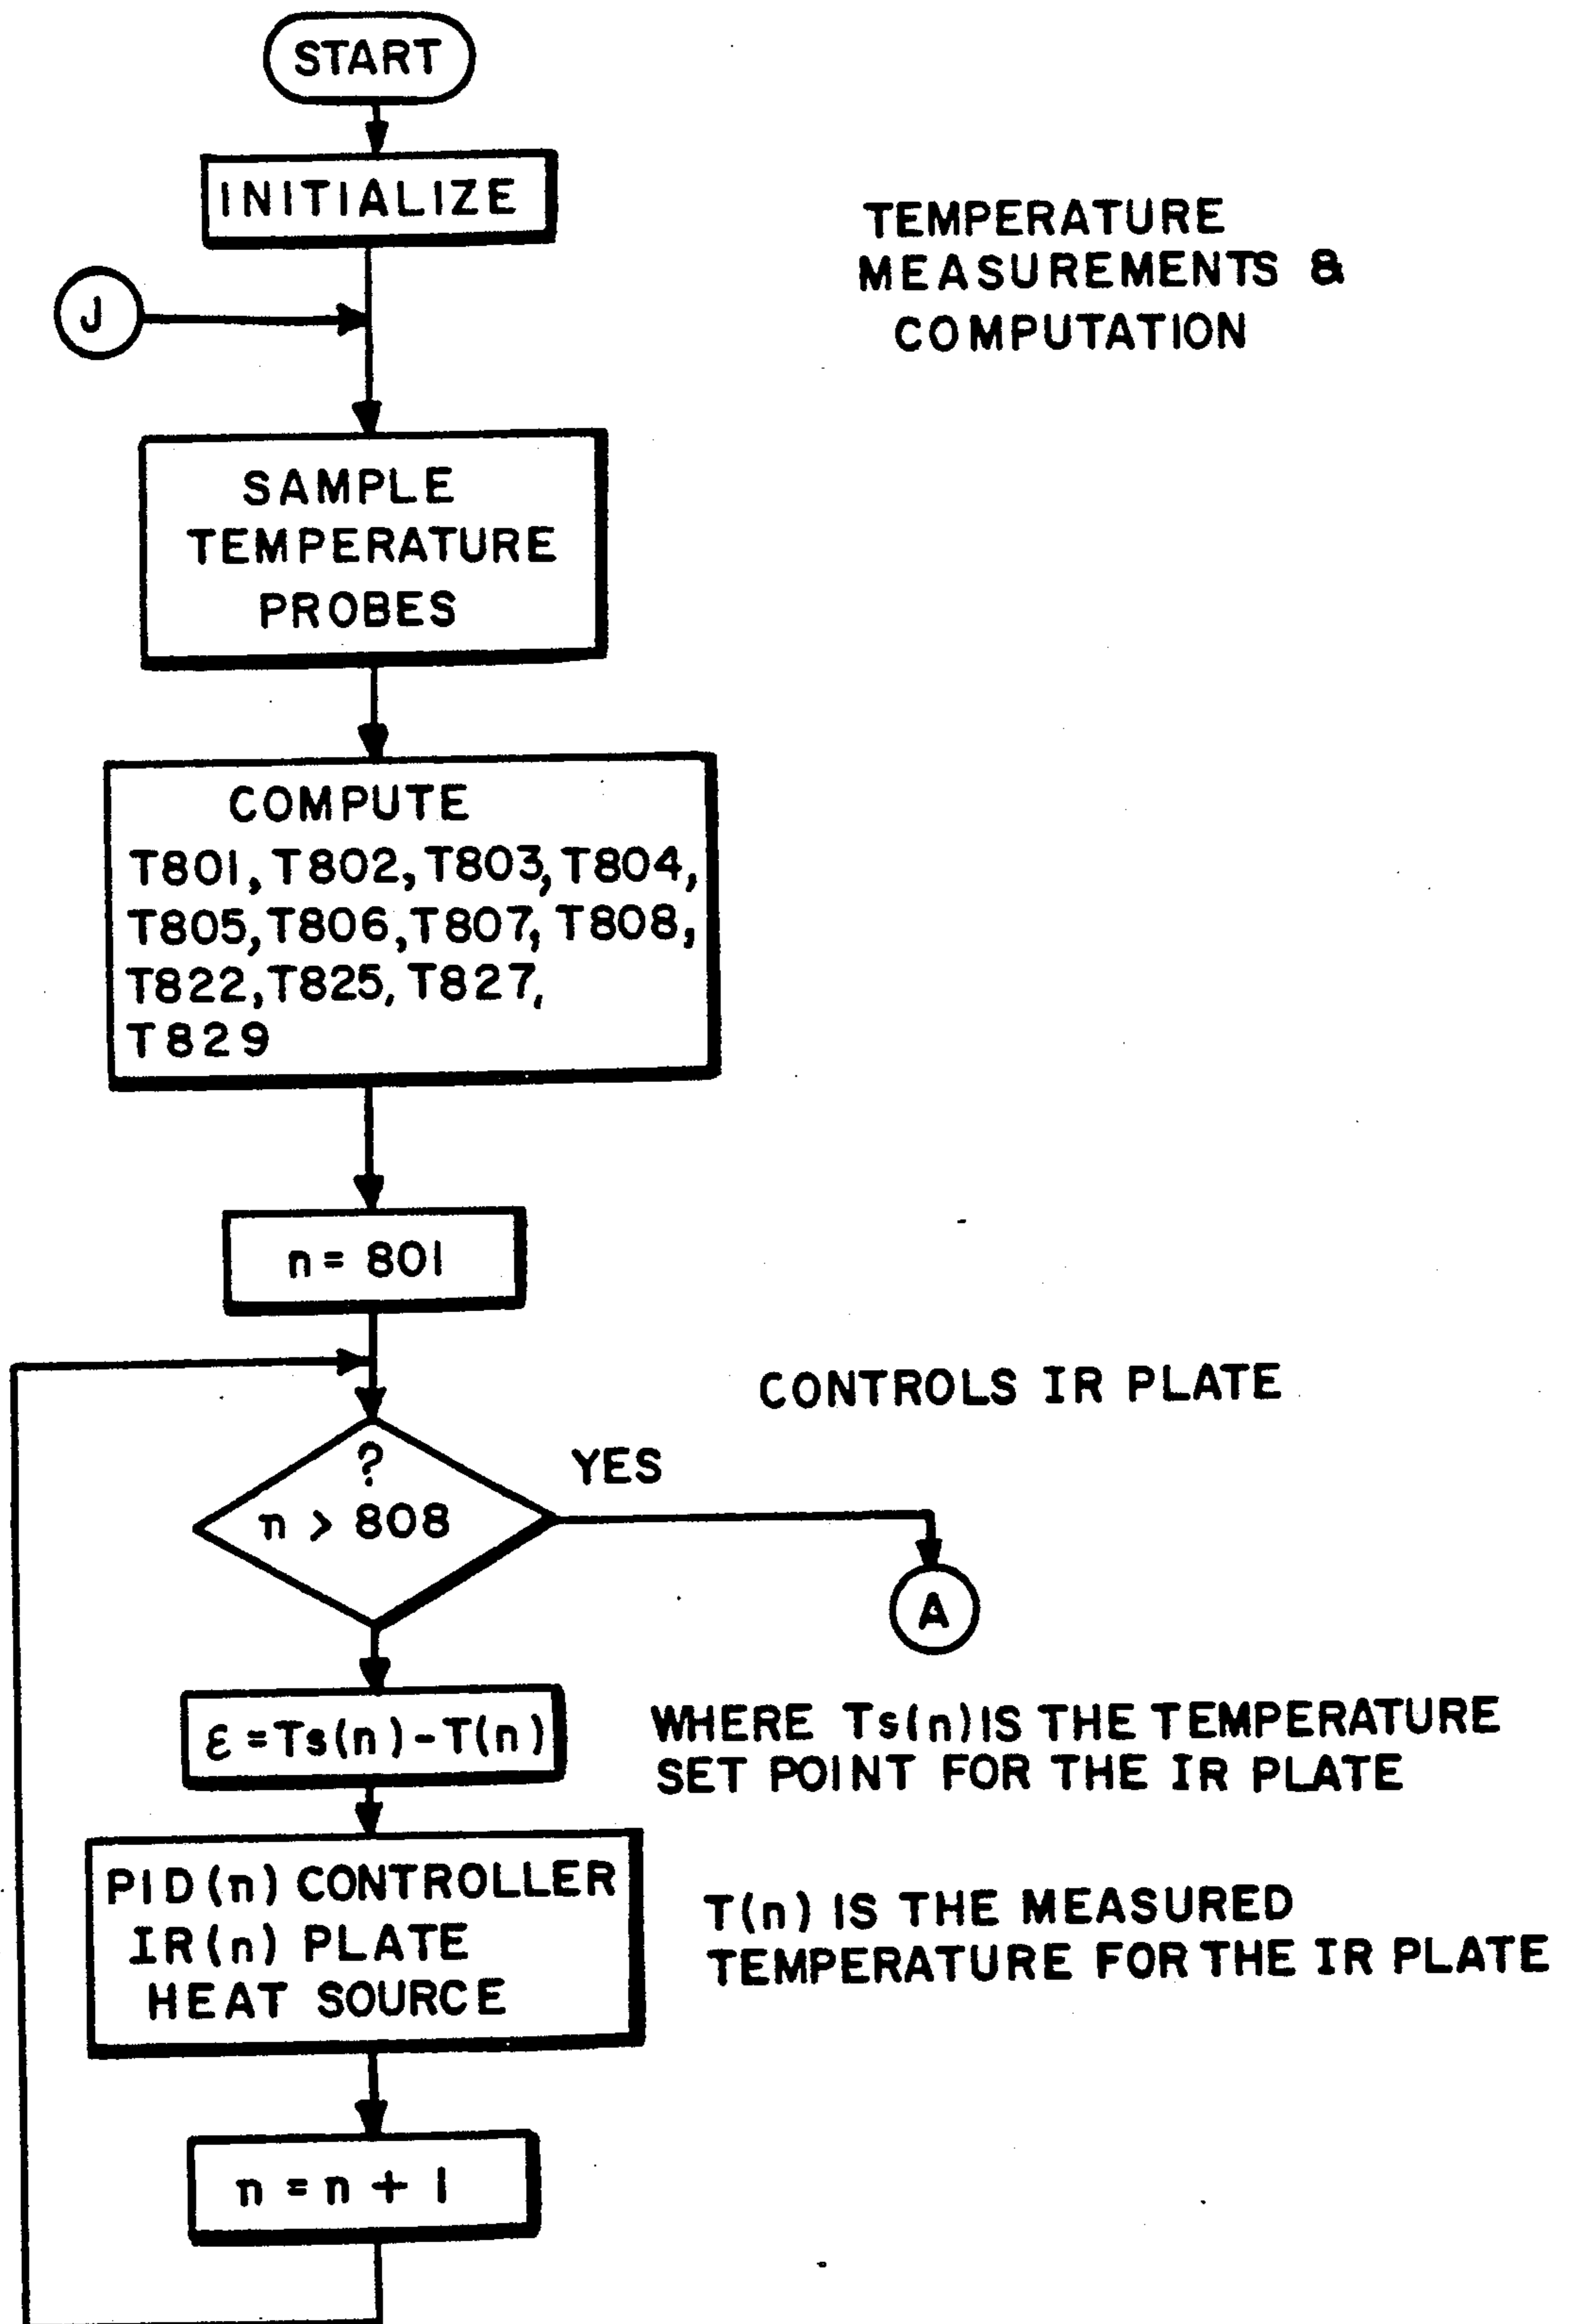 START
INITIALIZE
TEMPERATURE
MEASUREMENTS &
COMPUTATION
J
SAMPLE
TEMPERATURE
PROBES
COMPUTE
T801, T802, T803, T804,
T805, T806, T807, T808,
T822, T825, T827,
T829
n = 801
CONTROLS IR PLATE
?
n > 808
YES
A
ε = Ts(n) - T(n)
WHERE Ts(n) IS THE TEMPERATURE
SET POINT FOR THE IR PLATE
PID(n) CONTROLLER
IR(n) PLATE
HEAT SOURCE
T(n) IS THE MEASURED
TEMPERATURE FOR THE IR PLATE
n = n + 1